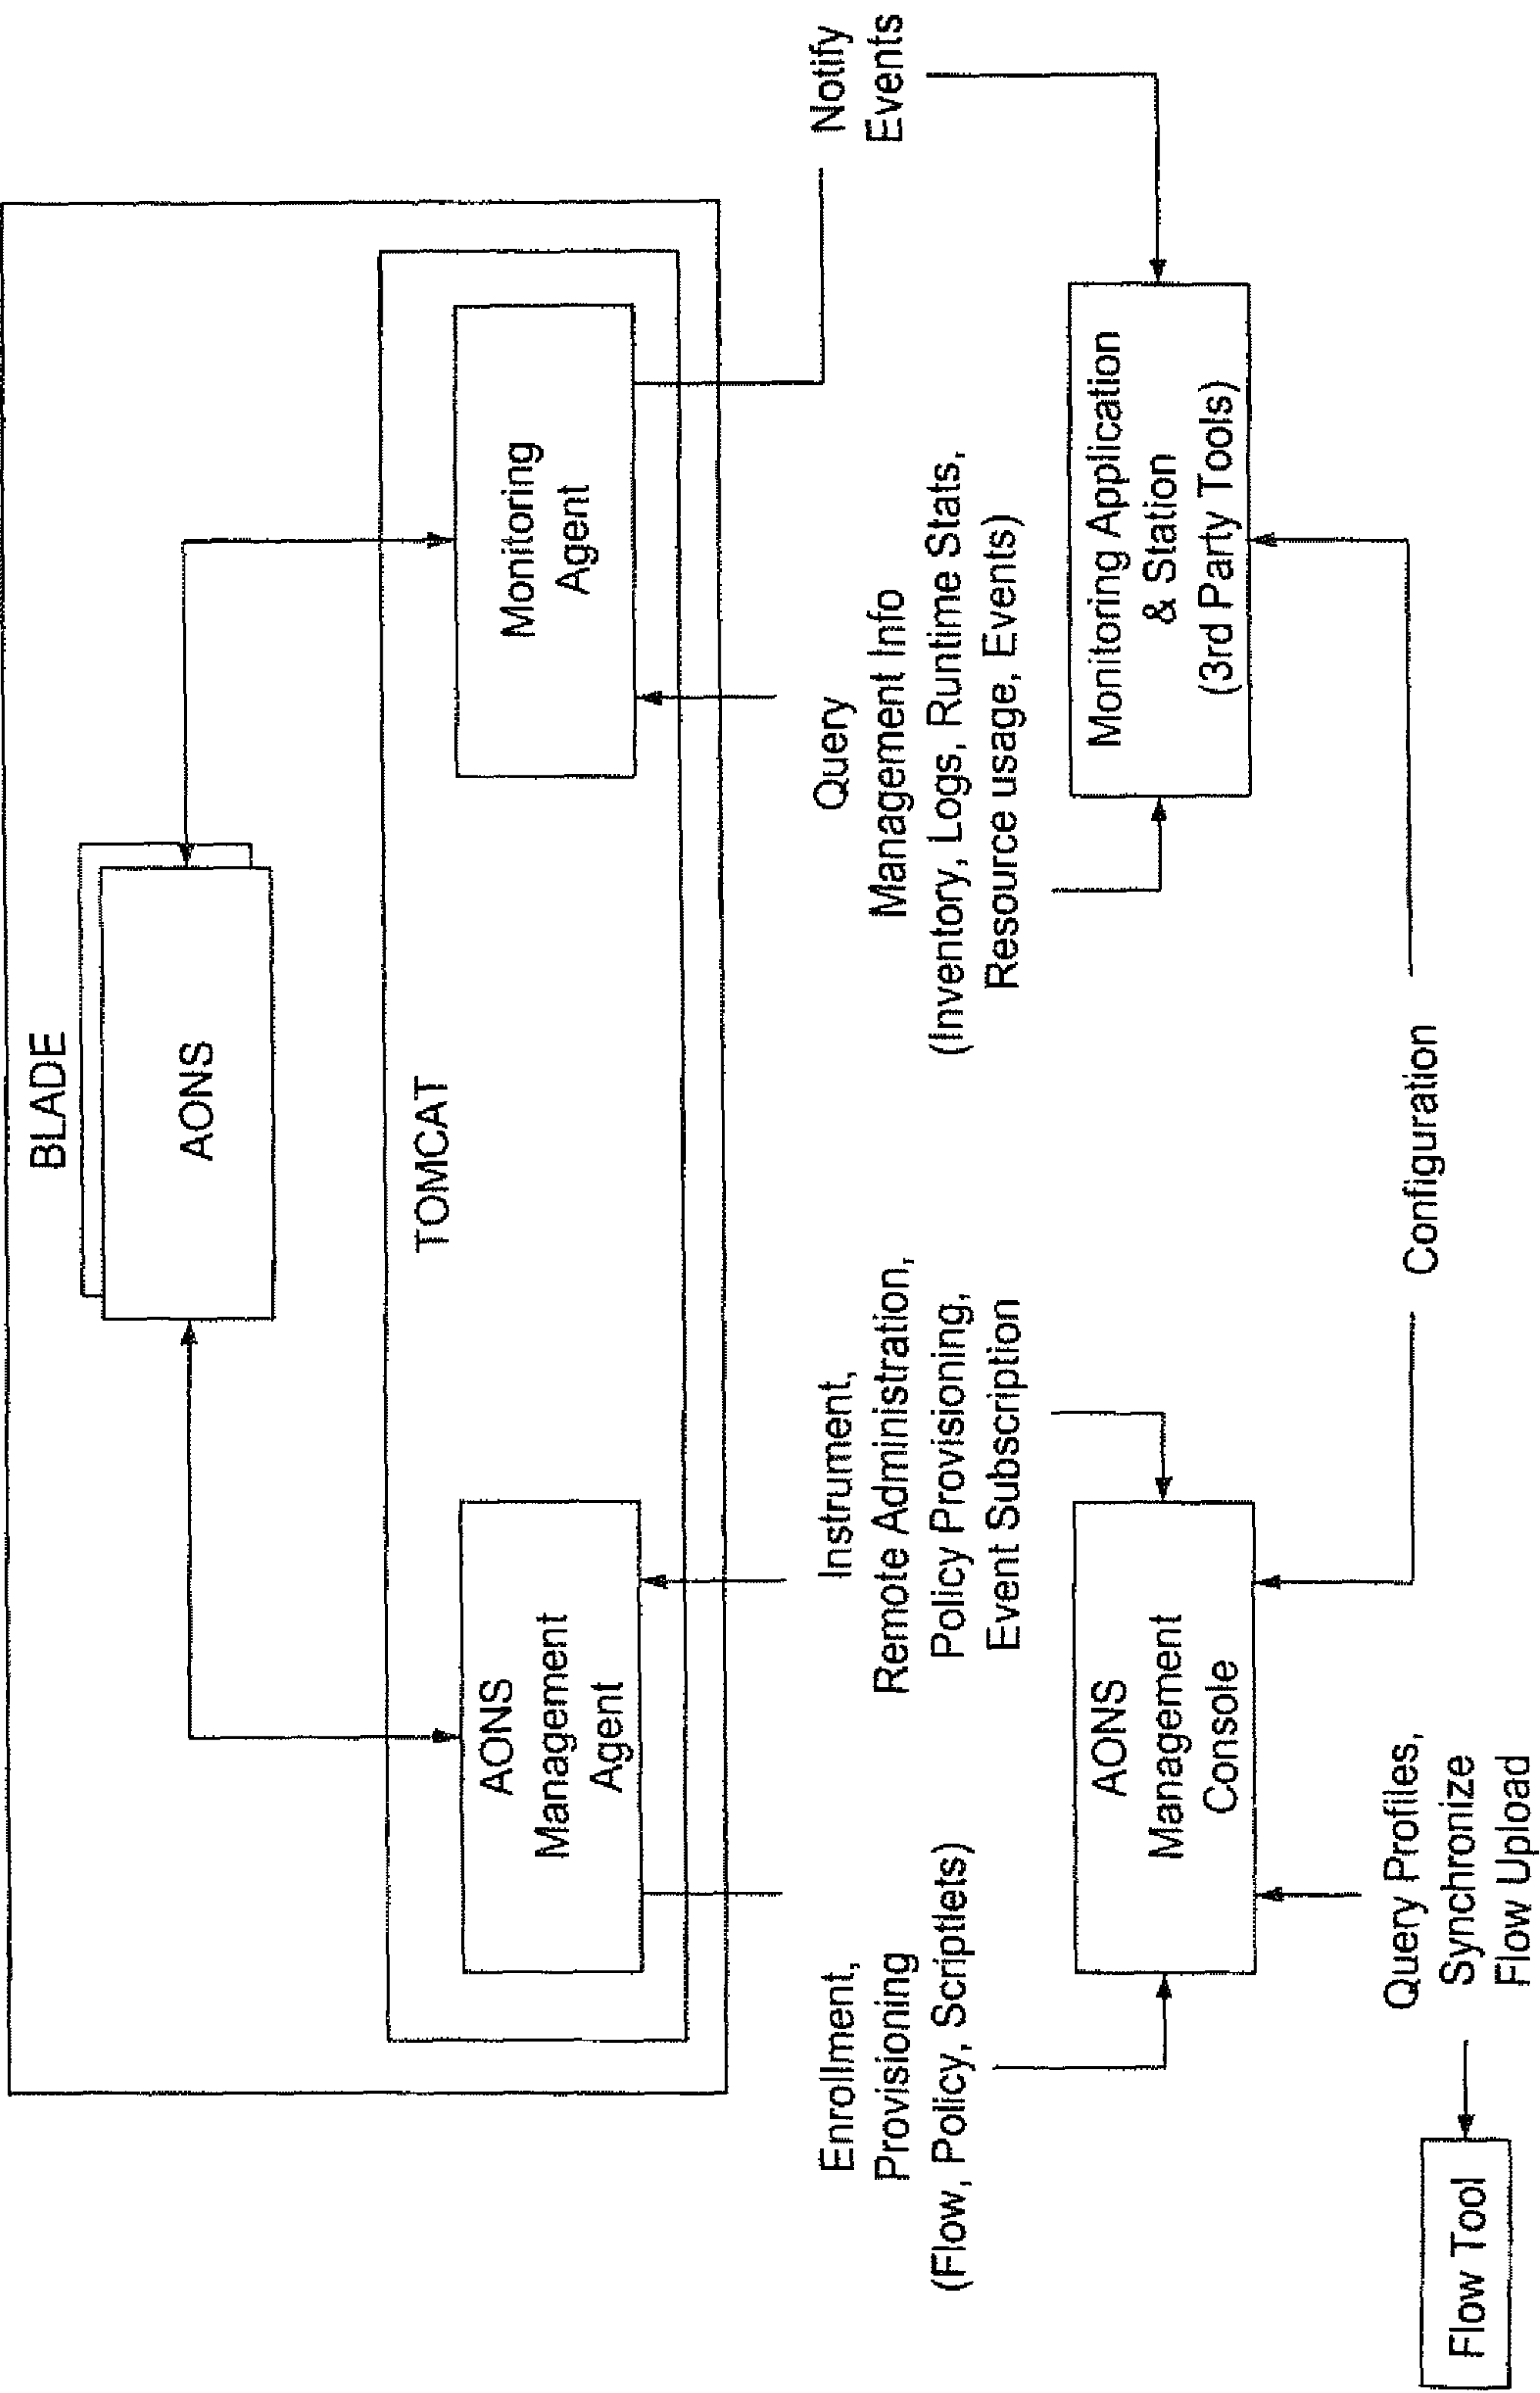 BLADE
AONS
TOMCAT
AONS
Management
Agent
Monitoring
Agent
Enrollment,
Provisioning
(Flow, Policy, Scriptlets)
Instrument,
Remote Administration,
Policy Provisioning,
Event Subscription
Query
Management Info
(Inventory, Logs, Runtime Stats,
Resource usage, Events)
Notify
Events
AONS
Management
Console
Monitoring Application
& Station
(3rd Party Tools)
Query Profiles,
Synchronize
Flow Upload
Configuration
Flow Tool